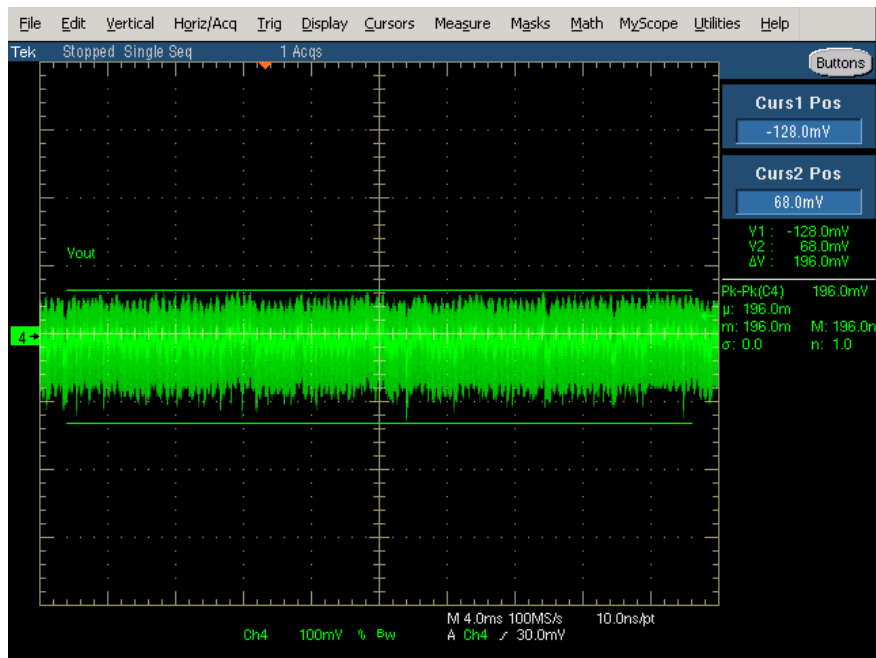 File Edit Vertical Horiz/Acq Trig Display Cursors Measure Masks Math MyScope Utilities Help
Tek Stopped Single Seq 1 Acqs
Buttons
Curs1 Pos
-128.0mV
Curs2 Pos
68.0mV
V1: -128.0mV
V2: 68.0mV
ΔV: 196.0mV
Pk-Pk(C4) 196.0mV
μ: 196.0m
m: 196.0m M: 196.0m
σ: 0.0 n: 1.0
Vout
4
Ch4 100mV ∿ Bw
M 4.0ms 100MS/s 10.0ns/pt
A Ch4 ⁄ 30.0mV